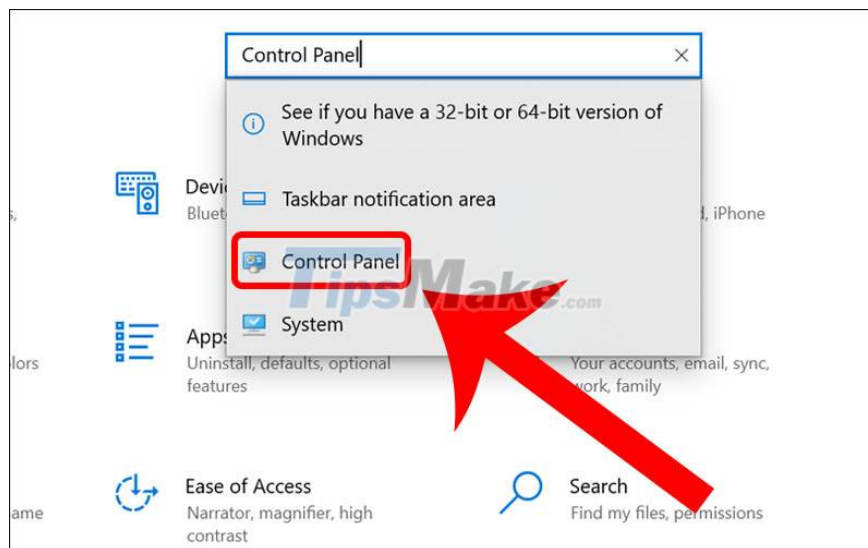 Control Panel
See if you have a 32-bit or 64-bit version of
Windows
Taskbar notification area
Control Panel
System
TipsMake.com
s,
Blue
, iPhone
Apps
lors
Uninstall, defaults, optional
features
Your accounts, email, sync,
work, family
Ease of Access
ame
Narrator, magnifier, high
contrast
Search
Find my files, permissions